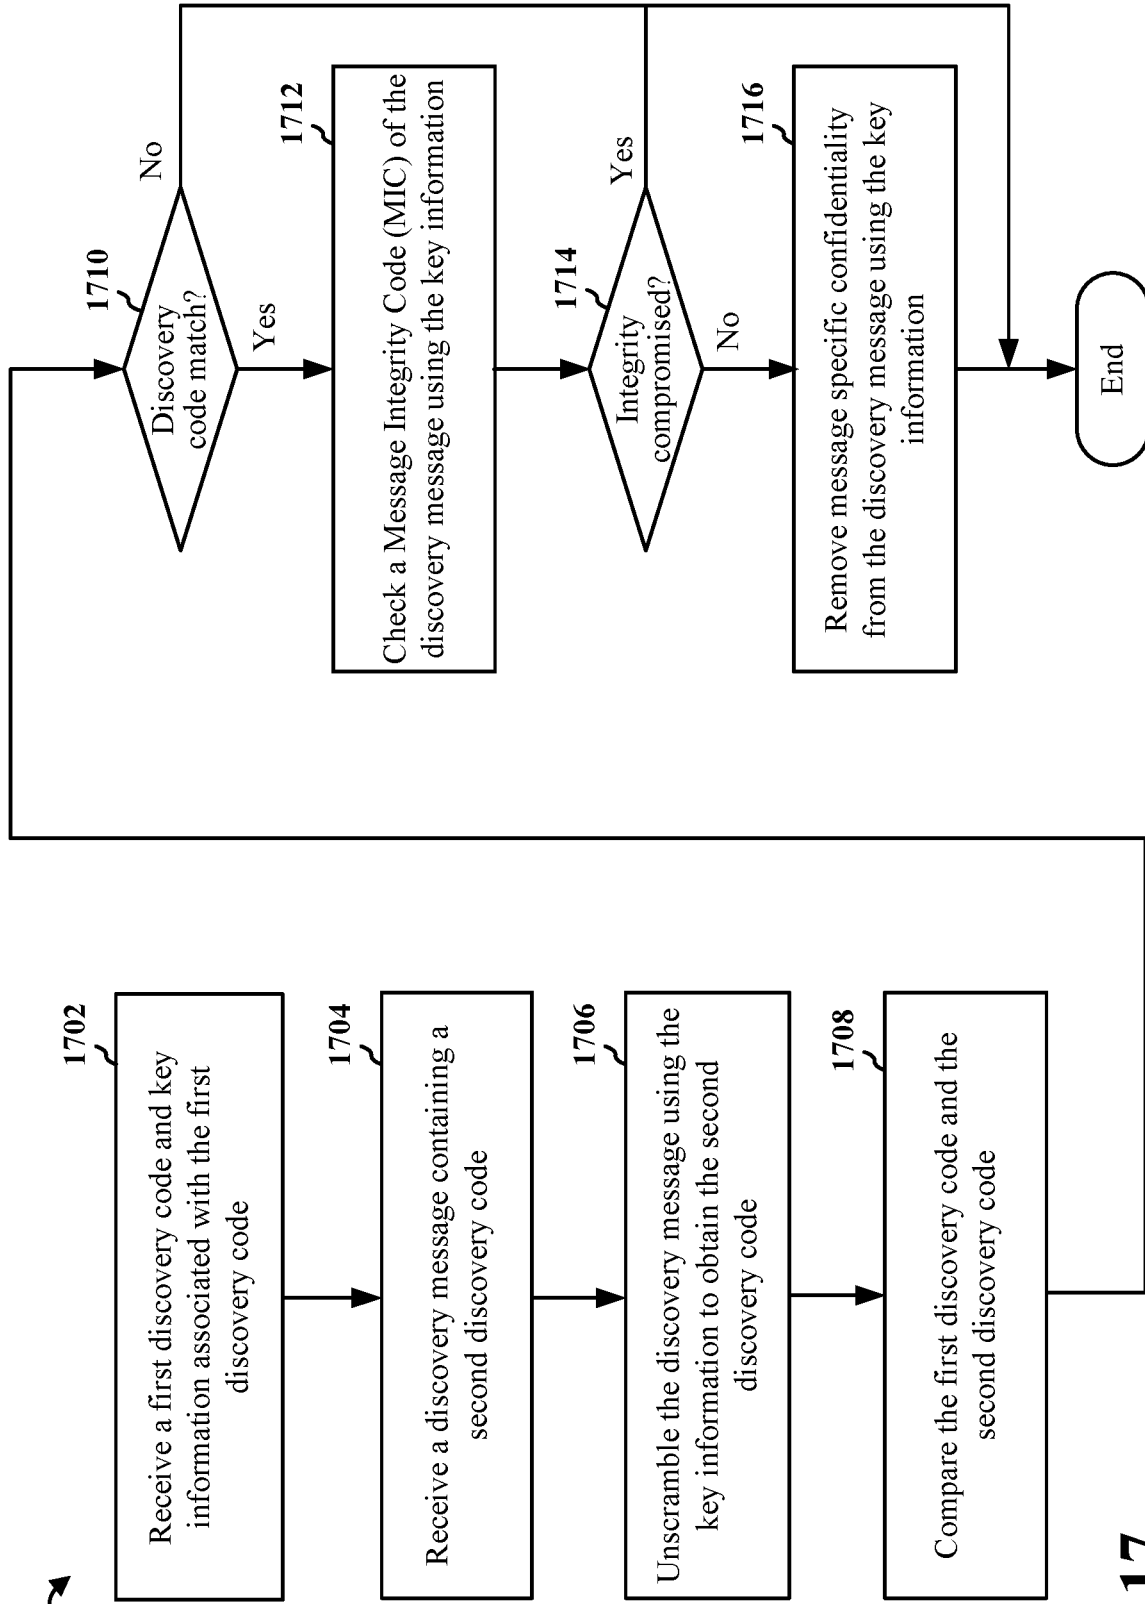 1702
Receive a first discovery code and key
information associated with the first
discovery code
1704
Receive a discovery message containing a
second discovery code
1706
Unscramble the discovery message using the
key information to obtain the second
discovery code
1708
Compare the first discovery code and the
second discovery code
1710
Discovery
code match?
No
Yes
1712
Check a Message Integrity Code (MIC) of the
discovery message using the key information
1714
Integrity
compromised?
Yes
No
1716
Remove message specific confidentiality
from the discovery message using the key
information
End
17